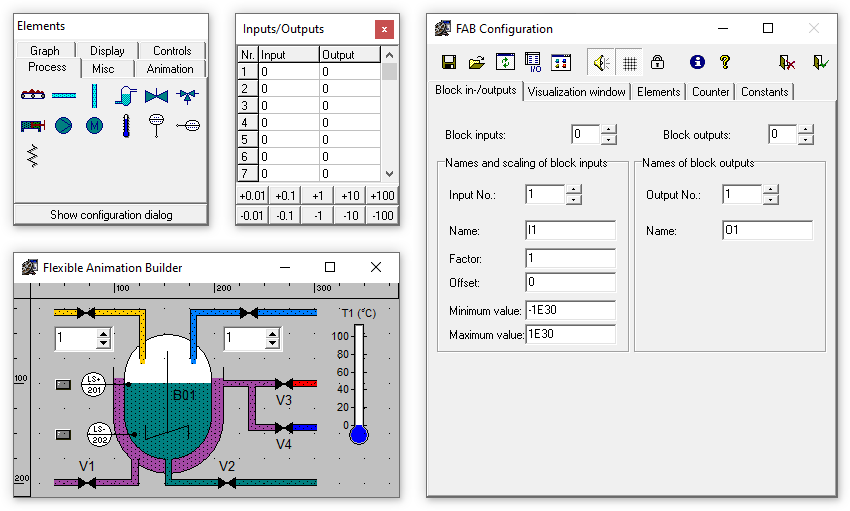 Elements
Graph Display Controls
Process Misc Animation
M
Show configuration dialog
Inputs/Outputs x
Nr. Input Output
1 0 0
2 0 0
3 0 0
4 0 0
5 0 0
6 0 0
7 0 0
+0.01 +0.1 +1 +10 +100
-0.01 -0.1 -1 -10 -100
Flexible Animation Builder
100 200 300
100
200
1
1
T1 (°C)
100
80
60
40
20
0
LS+
201
LS-
202
B01
V3
V4
V1
V2
FAB Configuration
I/O
i ?
Block in-/outputs Visualization window Elements Counter Constants
Block inputs: 0
Block outputs: 0
Names and scaling of block inputs
Input No.: 1
Name: I1
Factor: 1
Offset: 0
Minimum value: -1E30
Maximum value: 1E30
Names of block outputs
Output No.: 1
Name: O1